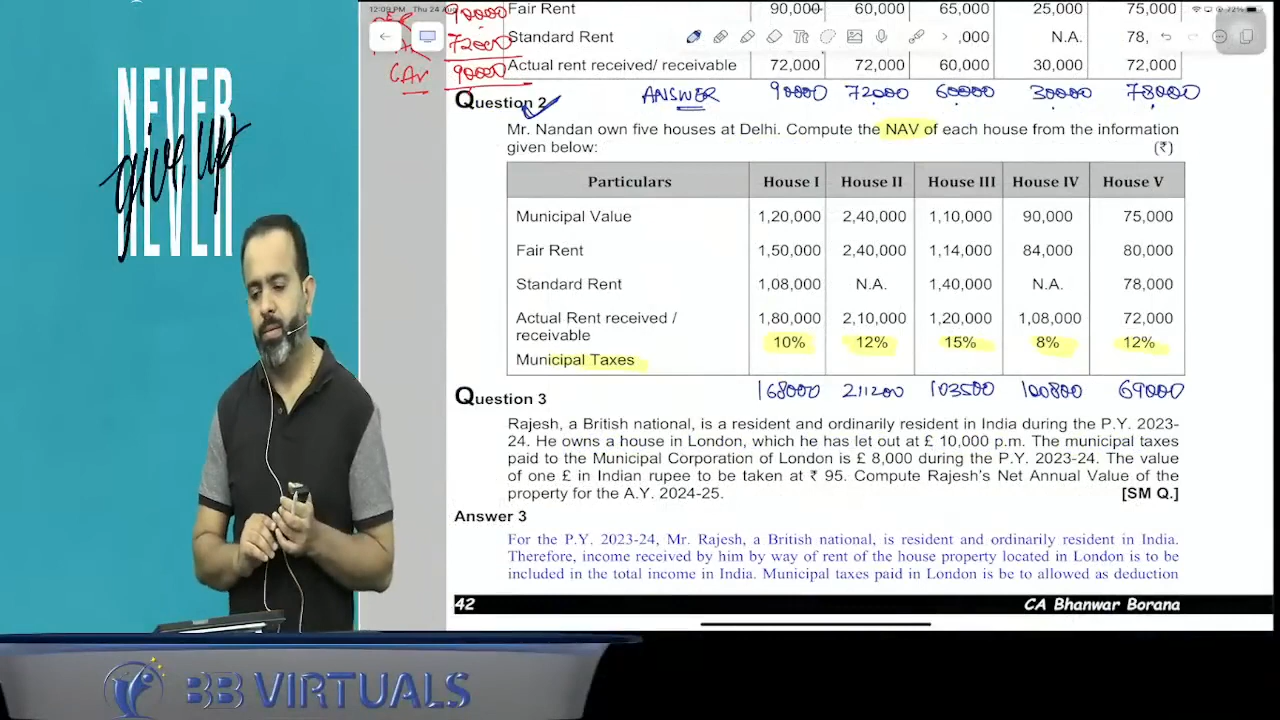 12:09 PM Thu 24 Aug
90000
72000
GAV 90000
Fair Rent 90,000 60,000 65,000 25,000 75,000
Standard Rent ,000 N.A. 78,
Actual rent received/ receivable 72,000 72,000 60,000 30,000 72,000
ANSWER 90000 72000 60000 30000 78000
Question 2
Mr. Nandan own five houses at Delhi. Compute the NAV of each house from the information
given below: (₹)
Particulars House I House II House III House IV House V
Municipal Value 1,20,000 2,40,000 1,10,000 90,000 75,000
Fair Rent 1,50,000 2,40,000 1,14,000 84,000 80,000
Standard Rent 1,08,000 N.A. 1,40,000 N.A. 78,000
Actual Rent received / 1,80,000 2,10,000 1,20,000 1,08,000 72,000
receivable
10% 12% 15% 8% 12%
Municipal Taxes
168000 211200 103500 100800 69000
Question 3
Rajesh, a British national, is a resident and ordinarily resident in India during the P.Y. 2023-
24. He owns a house in London, which he has let out at £ 10,000 p.m. The municipal taxes
paid to the Municipal Corporation of London is £ 8,000 during the P.Y. 2023-24. The value
of one £ in Indian rupee to be taken at ₹ 95. Compute Rajesh's Net Annual Value of the
property for the A.Y. 2024-25. [SM Q.]
Answer 3
For the P.Y. 2023-24, Mr. Rajesh, a British national, is resident and ordinarily resident in India.
Therefore, income received by him by way of rent of the house property located in London is to be
included in the total income in India. Municipal taxes paid in London is be to allowed as deduction
42 CA Bhanwar Borana
NEVER
give up
NEVER
BB VIRTUALS